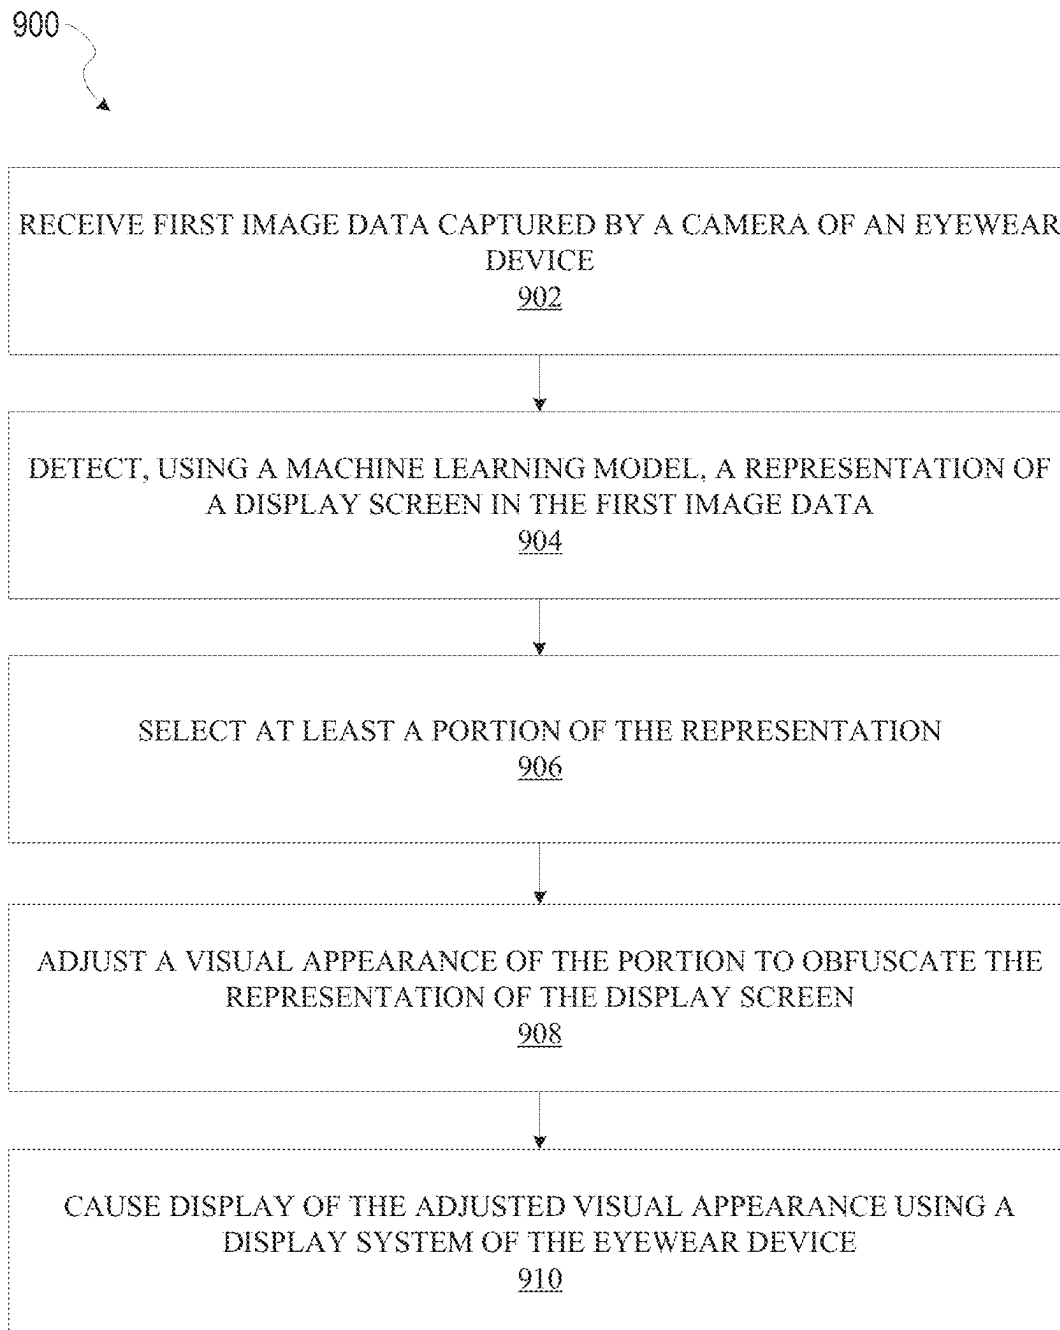 900
RECEIVE FIRST IMAGE DATA CAPTURED BY A CAMERA OF AN EYEWEAR
DEVICE
902
DETECT, USING A MACHINE LEARNING MODEL, A REPRESENTATION OF
A DISPLAY SCREEN IN THE FIRST IMAGE DATA
904
SELECT AT LEAST A PORTION OF THE REPRESENTATION
906
ADJUST A VISUAL APPEARANCE OF THE PORTION TO OBFUSCATE THE
REPRESENTATION OF THE DISPLAY SCREEN
908
CAUSE DISPLAY OF THE ADJUSTED VISUAL APPEARANCE USING A
DISPLAY SYSTEM OF THE EYEWEAR DEVICE
910